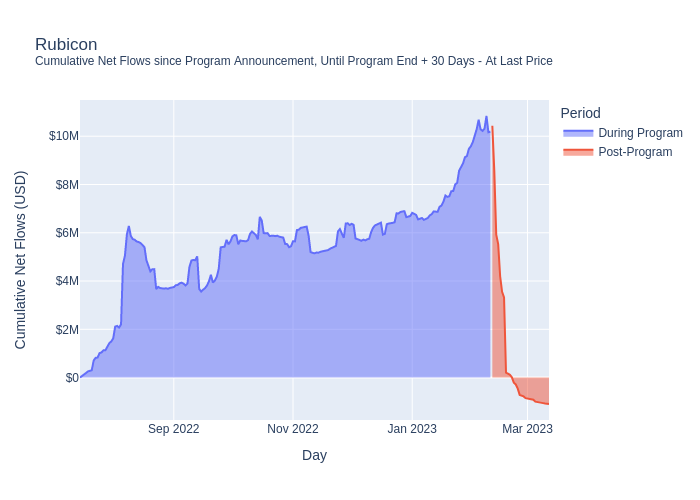 Rubicon
Cumulative Net Flows since Program Announcement, Until Program End + 30 Days - At Last Price
Period
During Program
Post-Program
Cumulative Net Flows (USD)
$10M
$8M
$6M
$4M
$2M
$0
Sep 2022
Nov 2022
Jan 2023
Mar 2023
Day